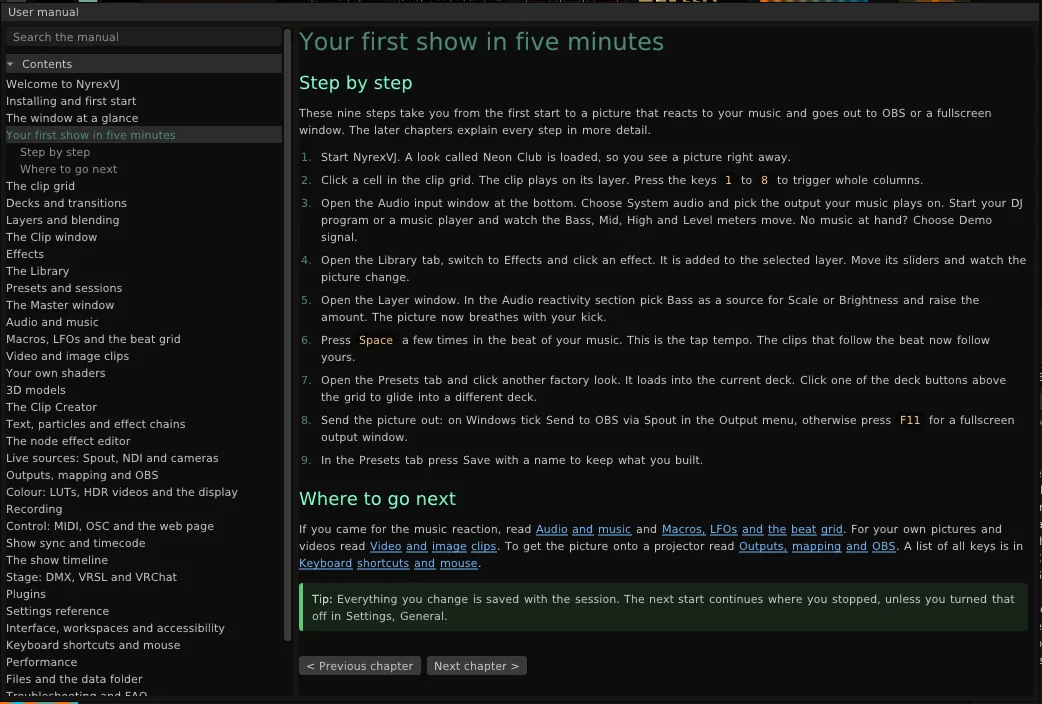 User manual
Search the manual
Contents
Welcome to NyrexVJ
Installing and first start
The window at a glance
Your first show in five minutes
Step by step
Where to go next
The clip grid
Decks and transitions
Layers and blending
The Clip window
Effects
The Library
Presets and sessions
The Master window
Audio and music
Macros, LFOs and the beat grid
Video and image clips
Your own shaders
3D models
The Clip Creator
Text, particles and effect chains
The node effect editor
Live sources: Spout, NDI and cameras
Outputs, mapping and OBS
Colour: LUTs, HDR videos and the display
Recording
Control: MIDI, OSC and the web page
Show sync and timecode
The show timeline
Stage: DMX, VRSL and VRChat
Plugins
Settings reference
Interface, workspaces and accessibility
Keyboard shortcuts and mouse
Performance
Files and the data folder
Troubleshooting and FAQ
Your first show in five minutes
Step by step
These nine steps take you from the first start to a picture that reacts to your music and goes out to OBS or a fullscreen
window. The later chapters explain every step in more detail.
1. Start NyrexVJ. A look called Neon Club is loaded, so you see a picture right away.
2. Click a cell in the clip grid. The clip plays on its layer. Press the keys 1 to 8 to trigger whole columns.
3. Open the Audio input window at the bottom. Choose System audio and pick the output your music plays on. Start your DJ
program or a music player and watch the Bass, Mid, High and Level meters move. No music at hand? Choose Demo
signal.
4. Open the Library tab, switch to Effects and click an effect. It is added to the selected layer. Move its sliders and watch the
picture change.
5. Open the Layer window. In the Audio reactivity section pick Bass as a source for Scale or Brightness and raise the
amount. The picture now breathes with your kick.
6. Press Space a few times in the beat of your music. This is the tap tempo. The clips that follow the beat now follow
yours.
7. Open the Presets tab and click another factory look. It loads into the current deck. Click one of the deck buttons above
the grid to glide into a different deck.
8. Send the picture out: on Windows tick Send to OBS via Spout in the Output menu, otherwise press F11 for a fullscreen
output window.
9. In the Presets tab press Save with a name to keep what you built.
Where to go next
If you came for the music reaction, read Audio and music and Macros, LFOs and the beat grid. For your own pictures and
videos read Video and image clips. To get the picture onto a projector read Outputs, mapping and OBS. A list of all keys is in
Keyboard shortcuts and mouse.
Tip: Everything you change is saved with the session. The next start continues where you stopped, unless you turned that
off in Settings, General.
< Previous chapter
Next chapter >